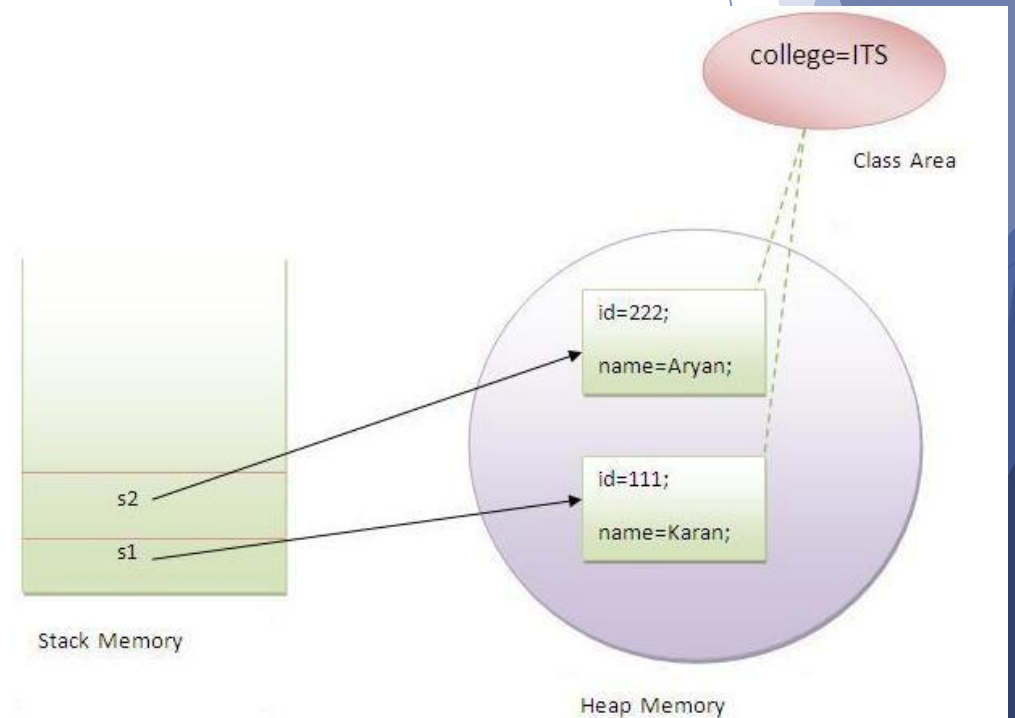 college=ITS
Class Area
id=222;
name=Aryan;
id=111;
name=Karan;
s2
s1
Stack Memory
Heap Memory